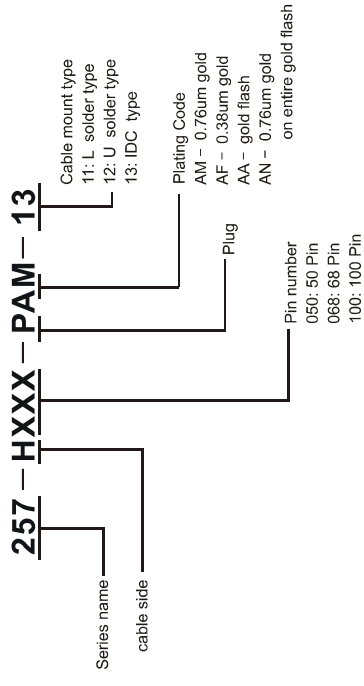 257 — HXXX — PAM — 13
Series name
cable side
Cable mount type
11: L solder type
12: U solder type
13: IDC type
Plating Code
AM – 0.76um gold
AF – 0.38um gold
AA – gold flash
AN – 0.76um gold
on entire gold flash
Plug
Pin number
050: 50 Pin
068: 68 Pin
100: 100 Pin